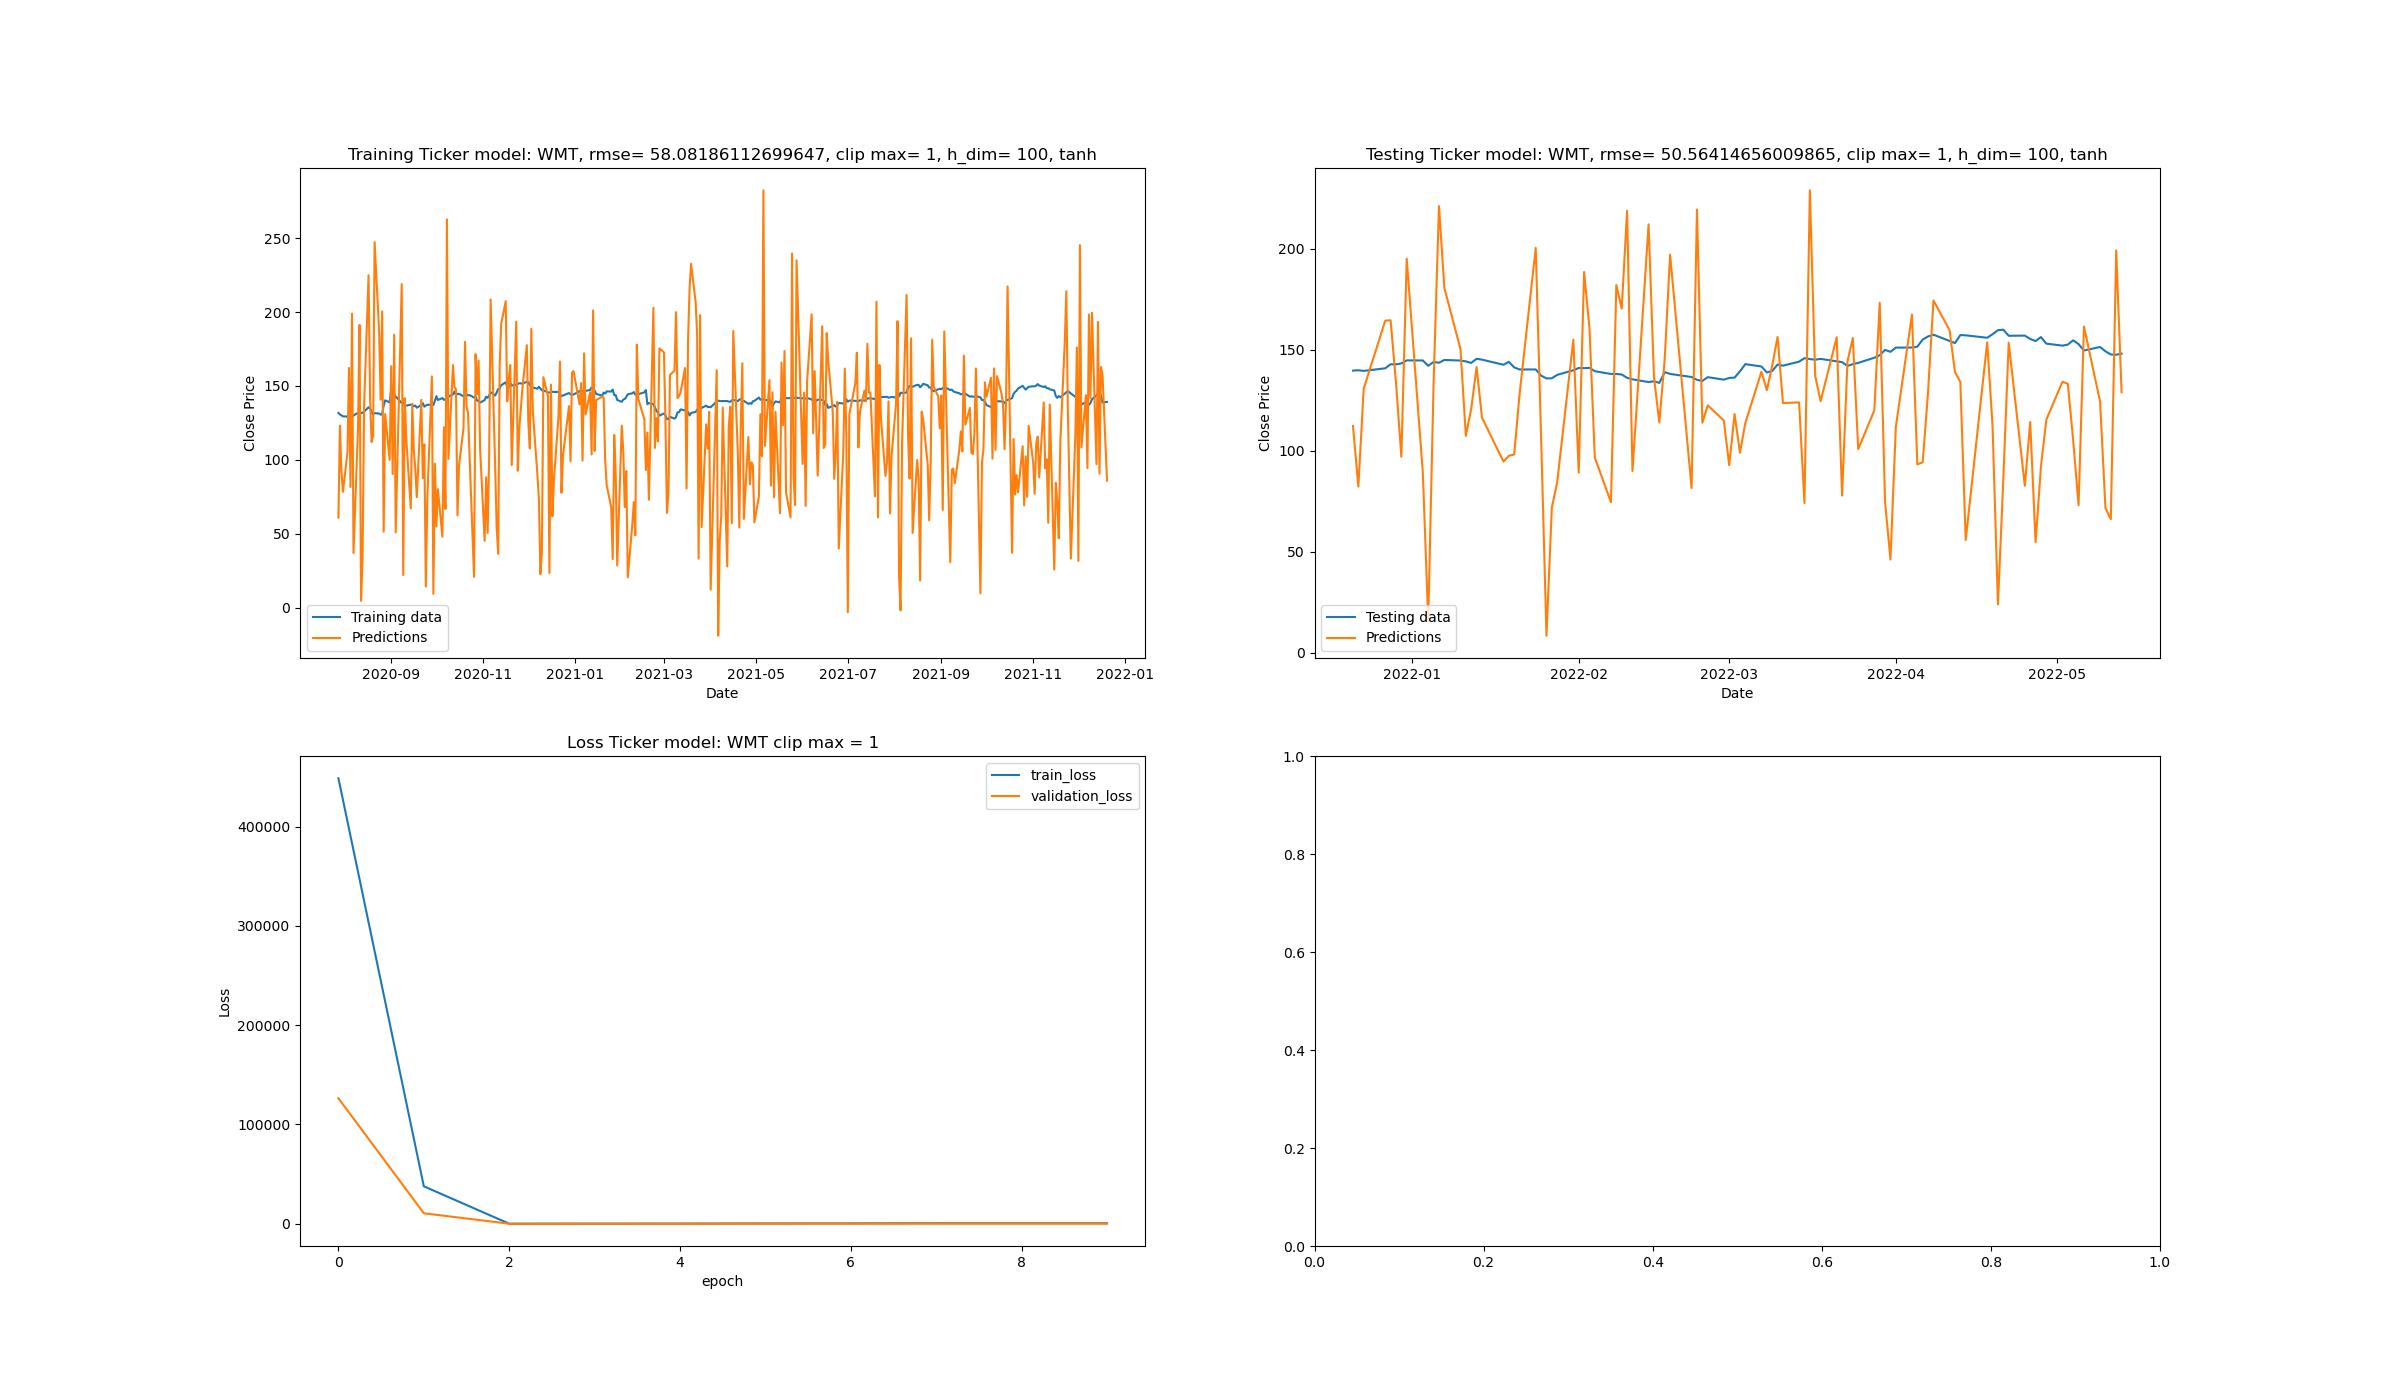 Training Ticker model: WMT, rmse= 58.08186112699647, clip max= 1, h_dim= 100, tanh
Close Price
250
200
150
100
50
0
Training data
Predictions
2020-09 2020-11 2021-01 2021-03 2021-05 2021-07 2021-09 2021-11 2022-01
Date
Testing Ticker model: WMT, rmse= 50.56414656009865, clip max= 1, h_dim= 100, tanh
Close Price
200
150
100
50
0
Testing data
Predictions
2022-01 2022-02 2022-03 2022-04 2022-05
Date
Loss Ticker model: WMT clip max = 1
Loss
400000
300000
200000
100000
0
train_loss
validation_loss
0 2 4 6 8
epoch
1.0
0.8
0.6
0.4
0.2
0.0
0.0 0.2 0.4 0.6 0.8 1.0